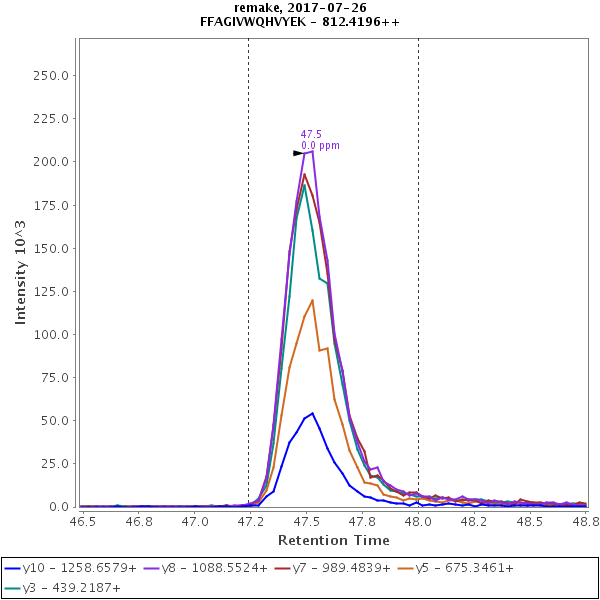 remake, 2017-07-26
FFAGIVWQHVYEK - 812.4196++
47.5
0.0 ppm
250.0
225.0
200.0
175.0
150.0
125.0
100.0
75.0
50.0
25.0
0.0
Intensity 10^3
46.5 46.8 47.0 47.2 47.5 47.8 48.0 48.2 48.5 48.8
Retention Time
y10 - 1258.6579+ y8 - 1088.5524+ y7 - 989.4839+ y5 - 675.3461+
y3 - 439.2187+